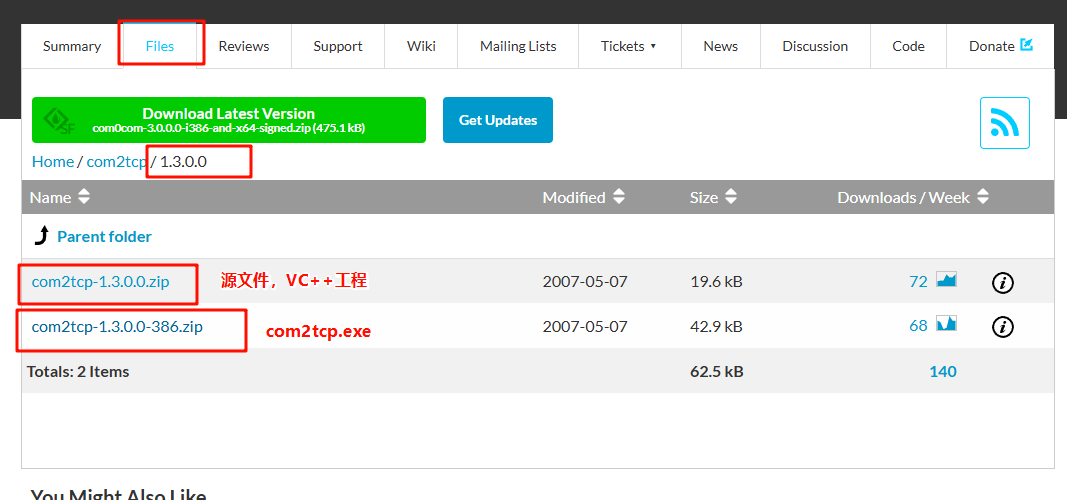 Summary Files Reviews Support Wiki Mailing Lists Tickets News Discussion Code Donate
Download Latest Version
com0com-3.0.0.0-i386-and-x64-signed.zip (475.1 kB)
Get Updates
Home / com2tcp / 1.3.0.0
Name Modified Size Downloads / Week
Parent folder
com2tcp-1.3.0.0.zip 源文件，VC++工程 2007-05-07 19.6 kB 72
com2tcp-1.3.0.0-386.zip com2tcp.exe 2007-05-07 42.9 kB 68
Totals: 2 Items 62.5 kB 140
You Might Also Like